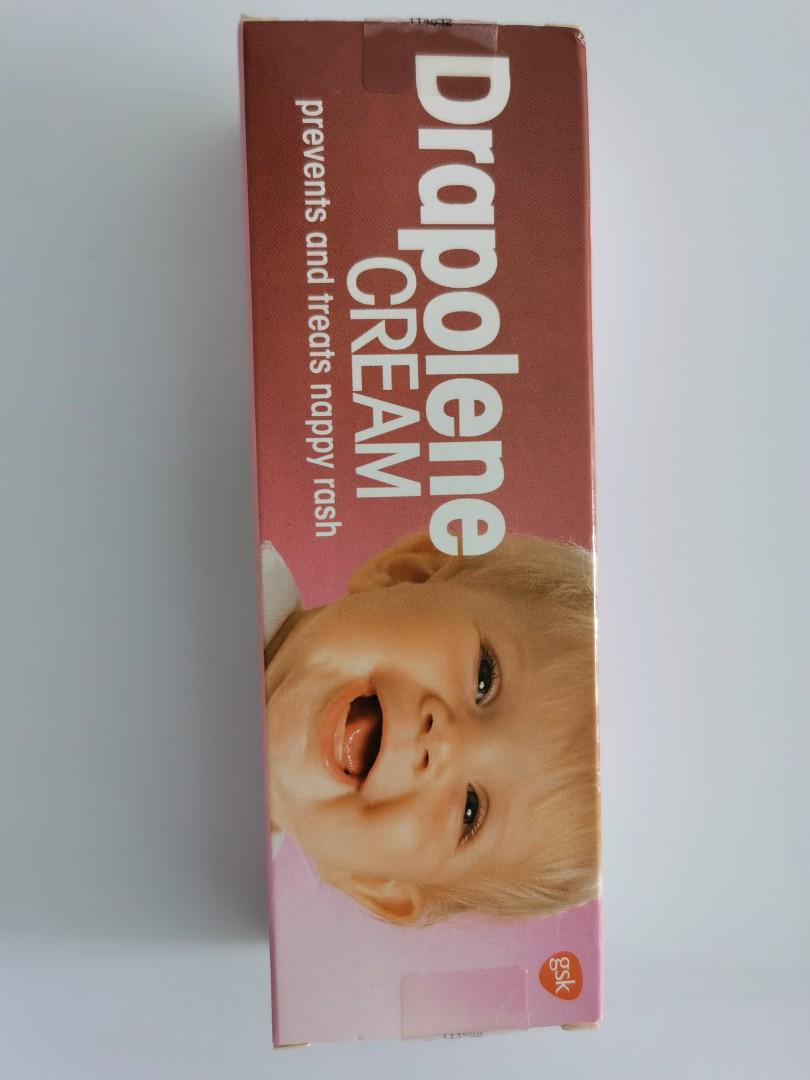 Drapolene
CREAM
prevents and treats nappy rash
gsk